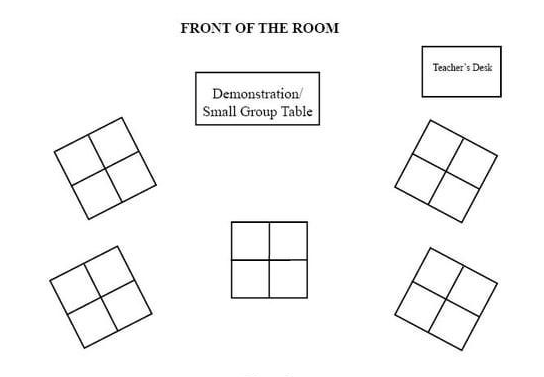 FRONT OF THE ROOM
Teacher's Desk
Demonstration/
Small Group Table